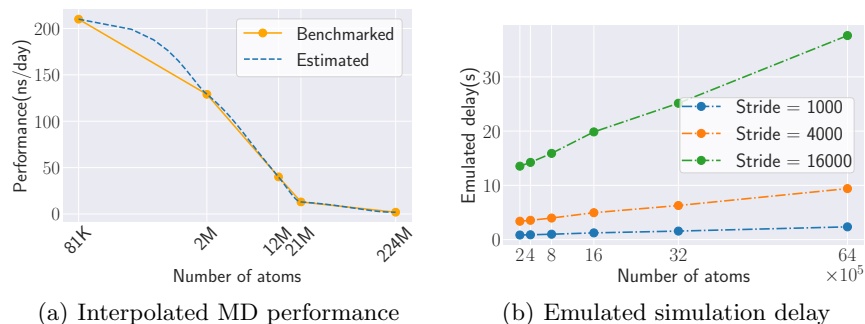 200
150
100
50
0
Performance(ns/day)
Benchmarked
Estimated
81K
2M
12M
21M
224M
Number of atoms
(a) Interpolated MD performance
30
20
10
0
Emulated delay(s)
Stride = 1000
Stride = 4000
Stride = 16000
2 4 8 16 32 64
Number of atoms
×10⁵
(b) Emulated simulation delay